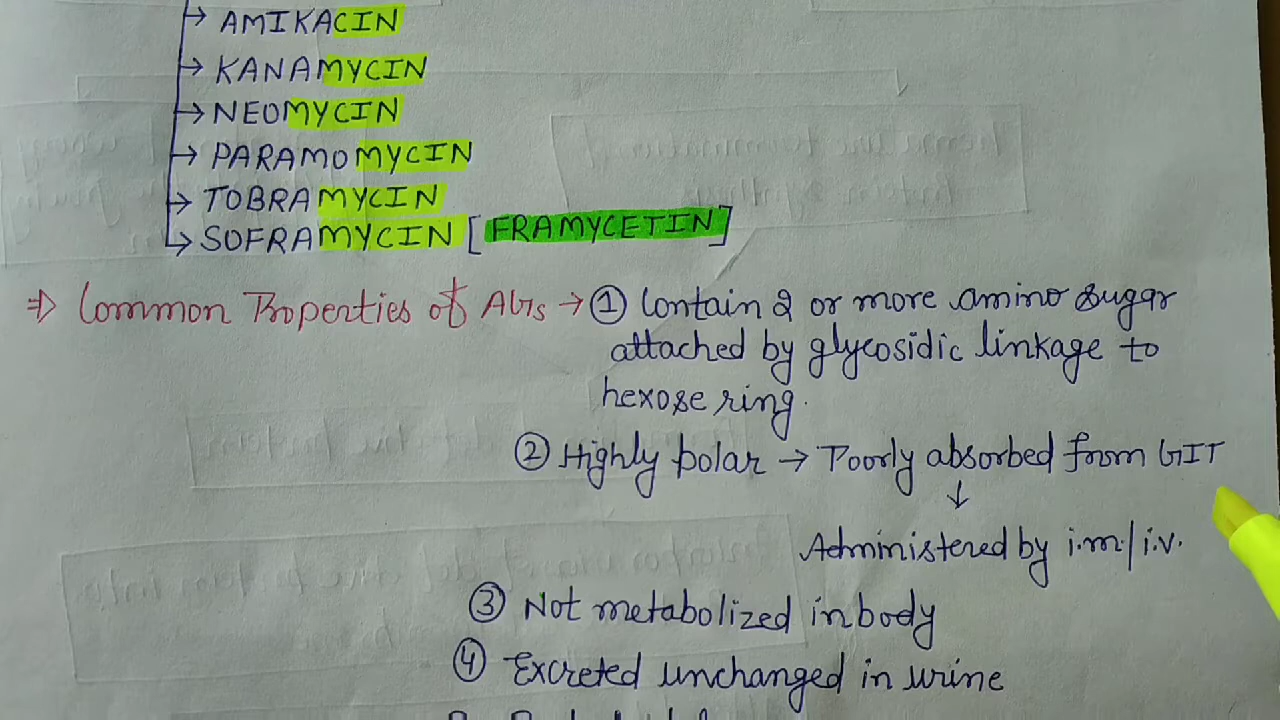 → AMIKACIN
→ KANAMYCIN
→ NEOMYCIN
→ PARAMOMYCIN
→ TOBRAMYCIN
→ SOFRAMYCIN [FRAMYCETIN]
⇒ Common Properties of AGs → ① Contain 2 or more amino sugar
attached by glycosidic linkage to
hexose ring.
② Highly polar → Poorly absorbed from GIT
↓
Administered by i.m./i.v.
③ Not metabolized in body
④ Excreted unchanged in urine